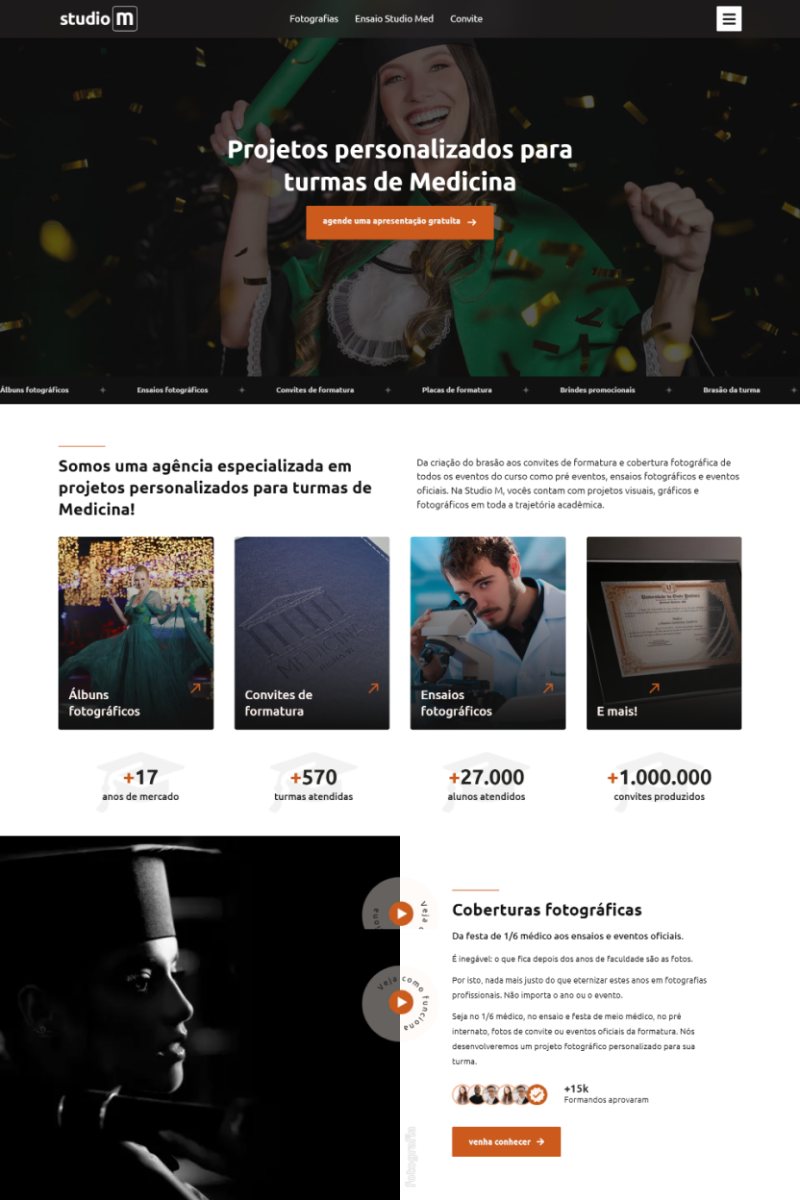 studio M
Fotografias
Ensaio Studio Med
Convite
Projetos personalizados para
turmas de Medicina
agende uma apresentação gratuita
Álbuns fotográficos
Ensaios fotográficos
Convites de formatura
Placas de formatura
Brindes promocionais
Brasão da turma
Somos uma agência especializada em
projetos personalizados para turmas de
Medicina!
Da criação do brasão aos convites de formatura e cobertura fotográfica de
todos os eventos do curso como pré eventos, ensaios fotográficos e eventos
oficiais. Na Studio M, vocês contam com projetos visuais, gráficos e
fotográficos em toda a trajetória acadêmica.
MEDICINE
Álbuns
fotográficos
Convites de
formatura
Ensaios
fotográficos
E mais!
+17
anos de mercado
+570
turmas atendidas
+27.000
alunos atendidos
+1.000.000
convites produzidos
Veja como funciona
Coberturas fotográficas
Da festa de 1/6 médico aos ensaios e eventos oficiais.
É inegável: o que fica depois dos anos de faculdade são as fotos.
Por isto, nada mais justo do que eternizar estes anos em fotografias
profissionais. Não importa o ano ou o evento.
Seja no 1/6 médico, no ensaio e festa de meio médico, no pré
internato, fotos de convite ou eventos oficiais da formatura. Nós
desenvolveremos um projeto fotográfico personalizado para sua
turma.
+15k
Formandos aprovaram
fotografia
venha conhecer